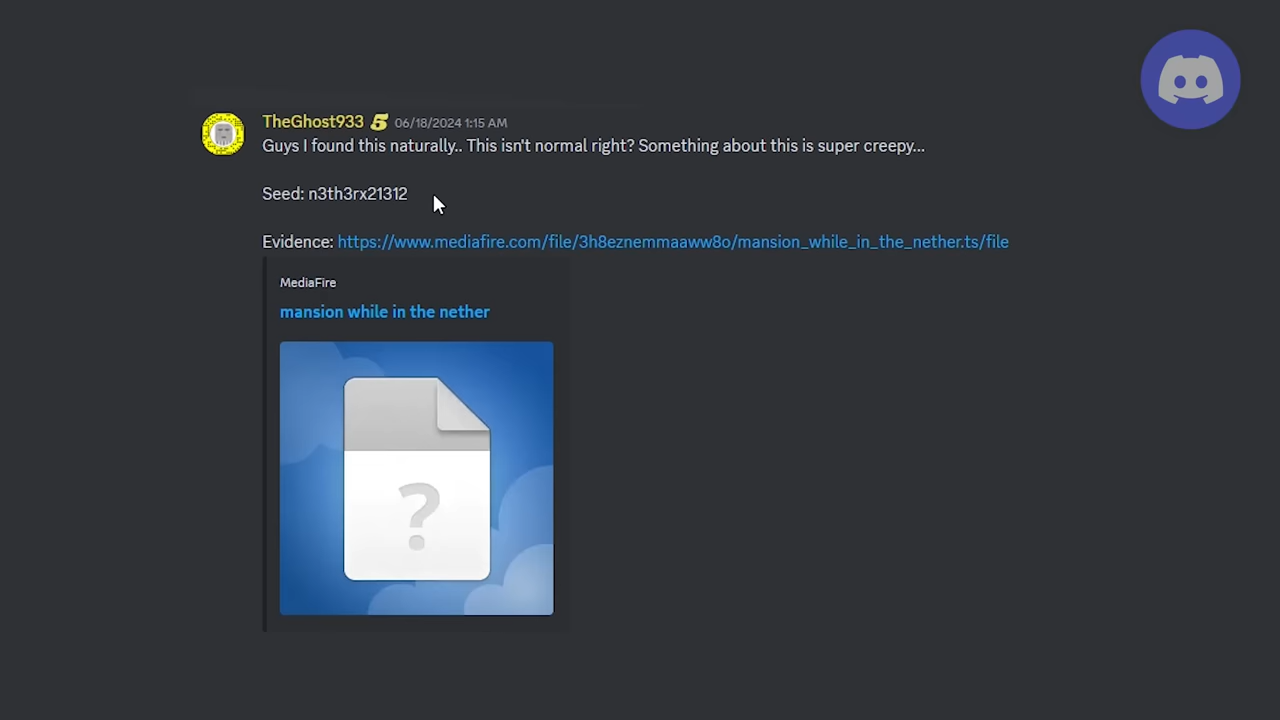 TheGhost933 5 06/18/2024 1:15 AM
Guys I found this naturally.. This isn't normal right? Something about this is super creepy...
Seed: n3th3rx21312
Evidence: https://www.mediafire.com/file/3h8eznemmaaww8o/mansion_while_in_the_nether.ts/file
MediaFire
mansion while in the nether
?